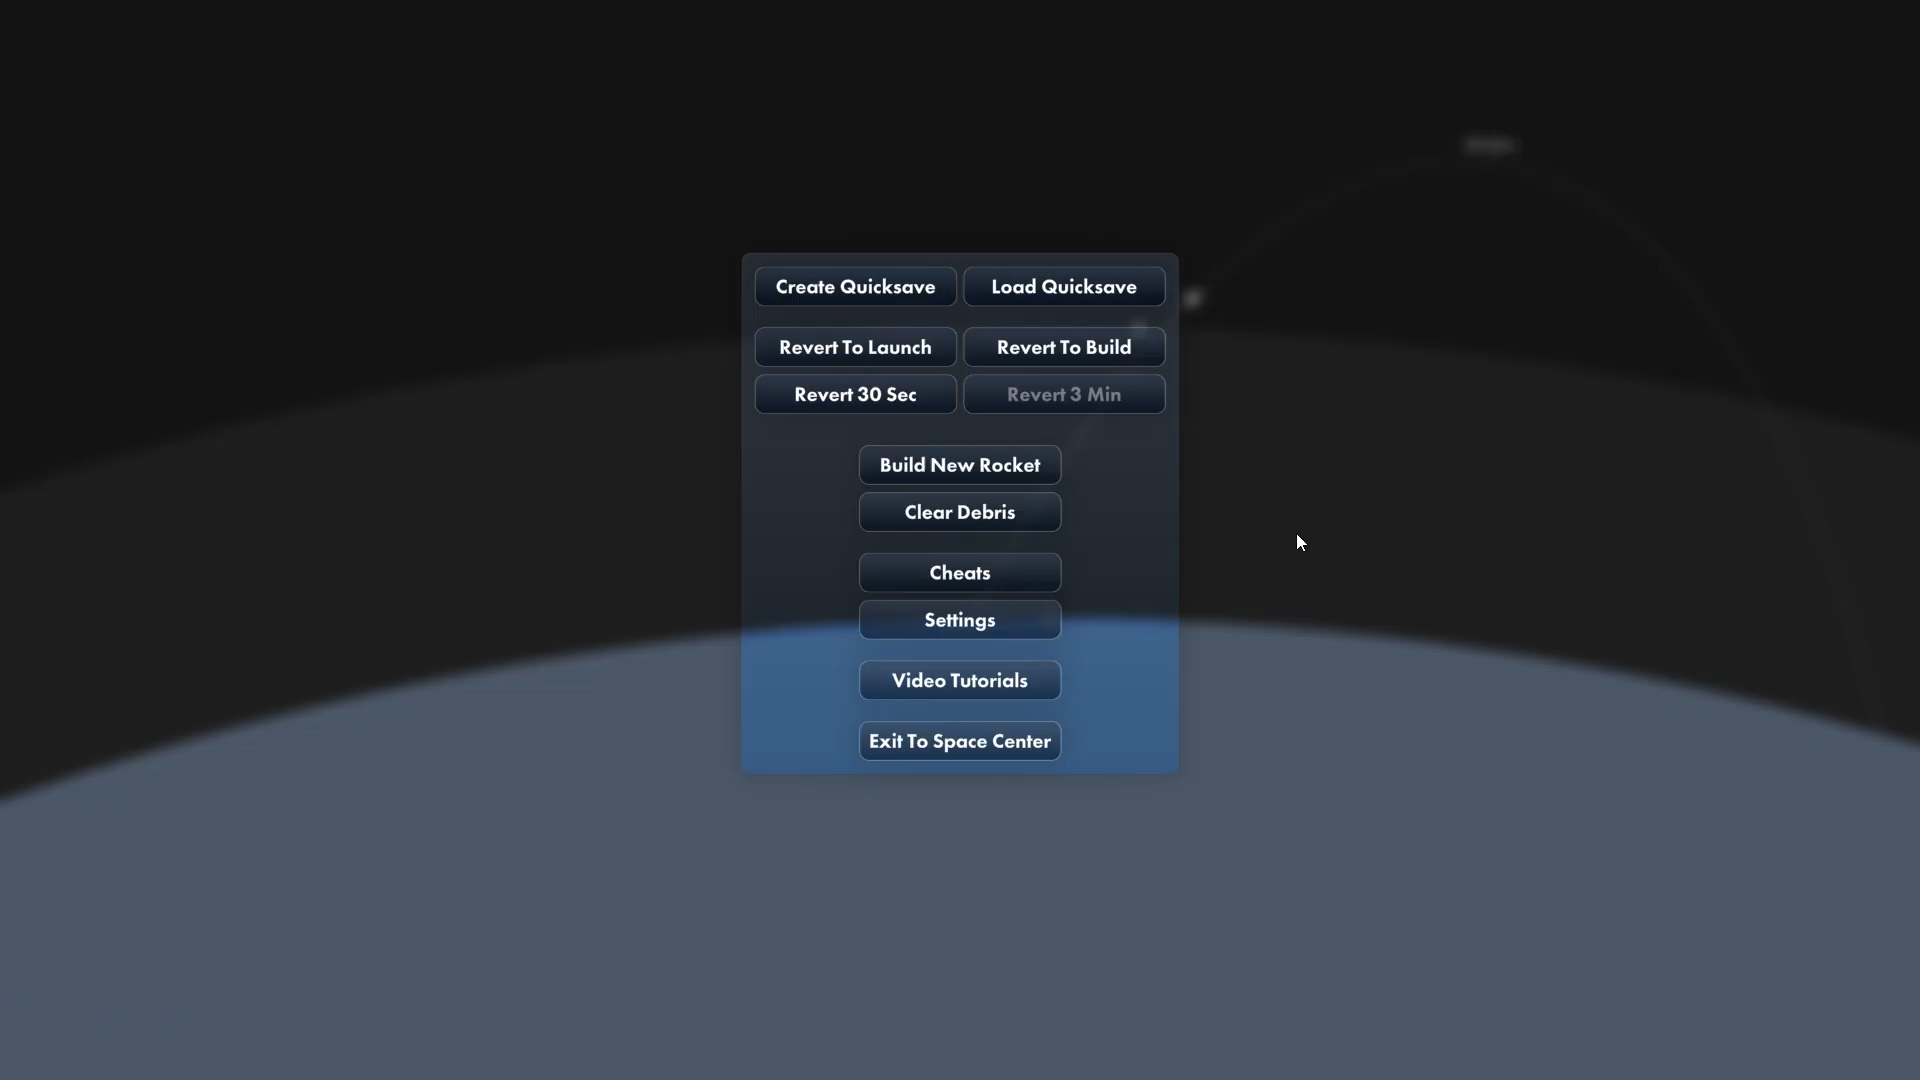 Create Quicksave
Load Quicksave
Revert To Launch
Revert To Build
Revert 30 Sec
Revert 3 Min
Build New Rocket
Clear Debris
Cheats
Settings
Video Tutorials
Exit To Space Center